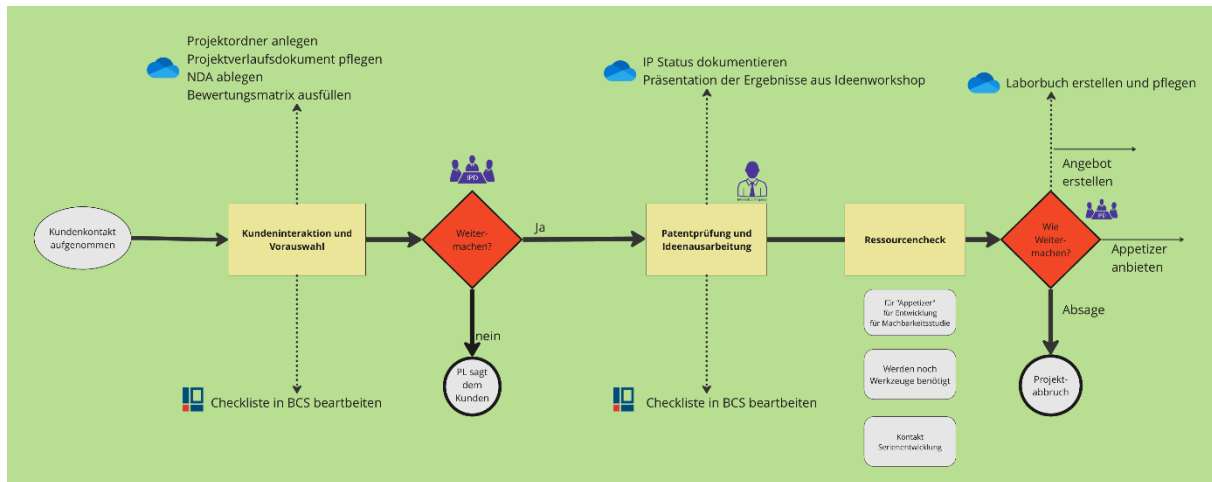 Projektordner anlegen
Projektverlaufsdokument pflegen
NDA ablegen
Bewertungsmatrix ausfüllen
IP Status dokumentieren
Präsentation der Ergebnisse aus Ideenworkshop
Laborbuch erstellen und pflegen
Angebot
erstellen
IPD
IPD
Kundenkontakt
aufgenommen
Kundeninteraktion und
Vorauswahl
Weiter-
machen?
Ja
Patentprüfung und
Ideenausarbeitung
Ressourcencheck
Wie
Weiter-
machen?
Appetizer
anbieten
für "Appetizer"
für Entwicklung
für Machbarkeitsstudie
Absage
nein
PL sagt
dem
Kunden
Werden noch
Werkzeuge benötigt
Projekt-
abbruch
Checkliste in BCS beartbeiten
Checkliste in BCS beartbeiten
Kontakt
Serienentwicklung